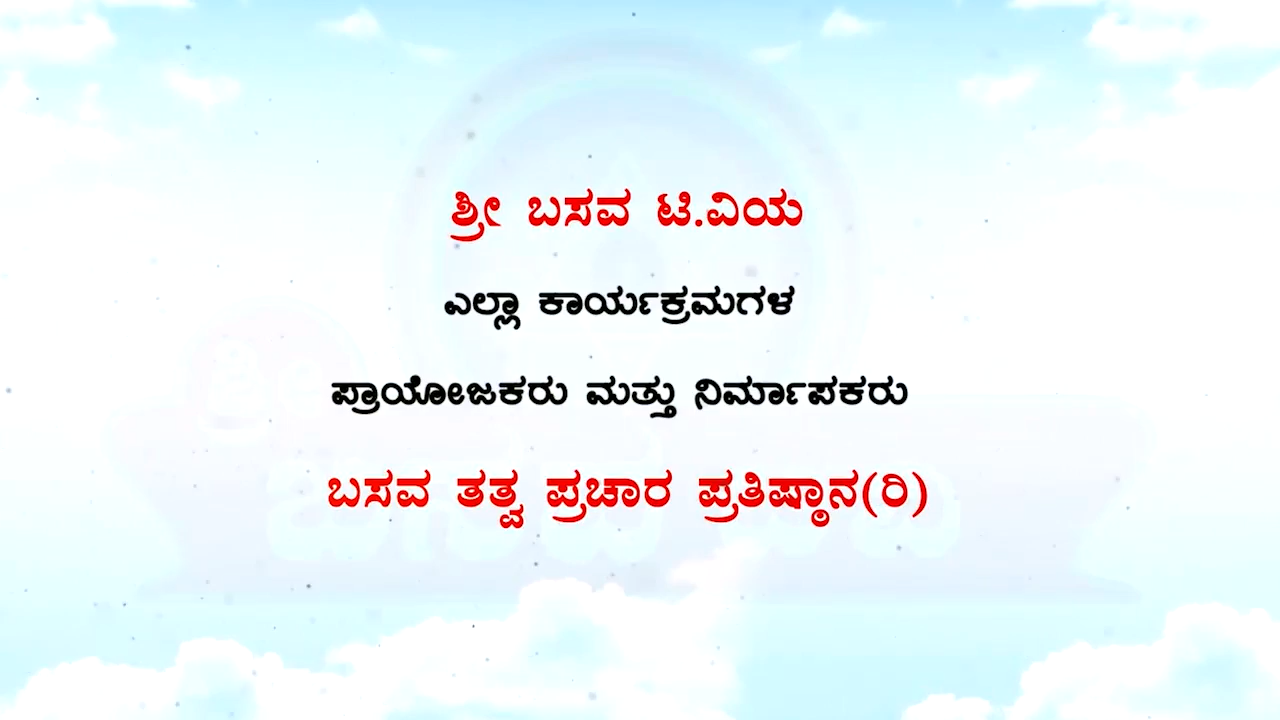 ಶ್ರೀ ಬಸವ ಟಿ.ವಿಯ
ಎಲ್ಲಾ ಕಾರ್ಯಕ್ರಮಗಳ
ಪ್ರಾಯೋಜಕರು ಮತ್ತು ನಿರ್ಮಾಪಕರು
ಬಸವ ತತ್ವ ಪ್ರಚಾರ ಪ್ರತಿಷ್ಠಾನ(ರಿ)